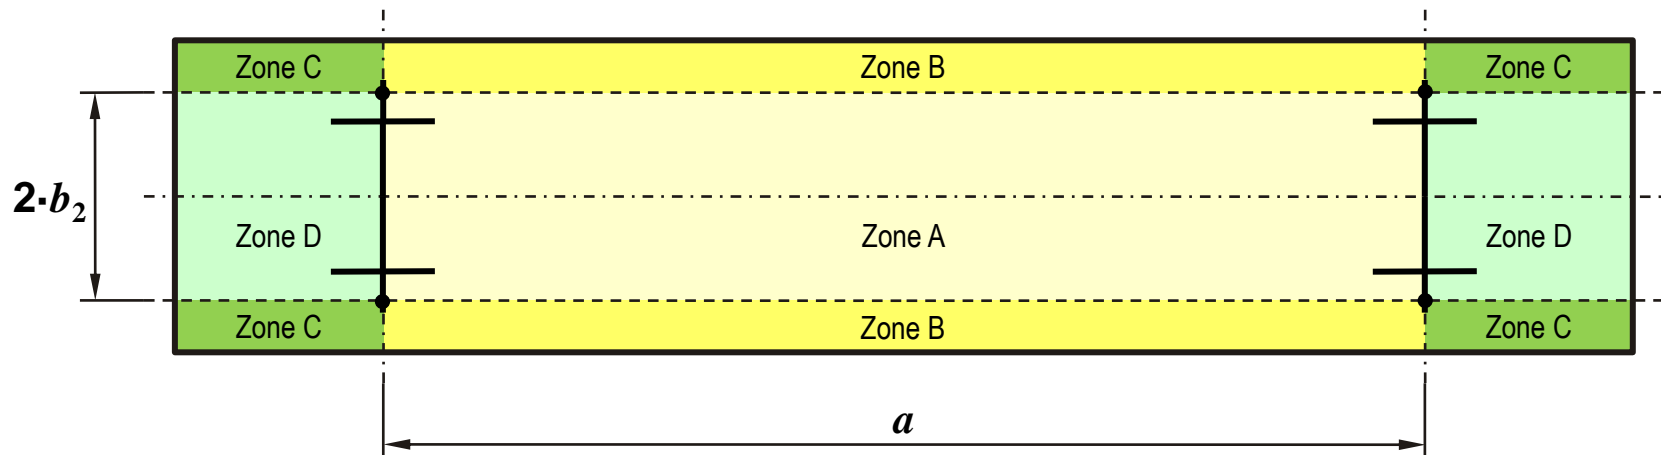 Zone C Zone B Zone C
2·b₂
Zone D Zone A Zone D
Zone C Zone B Zone C
a